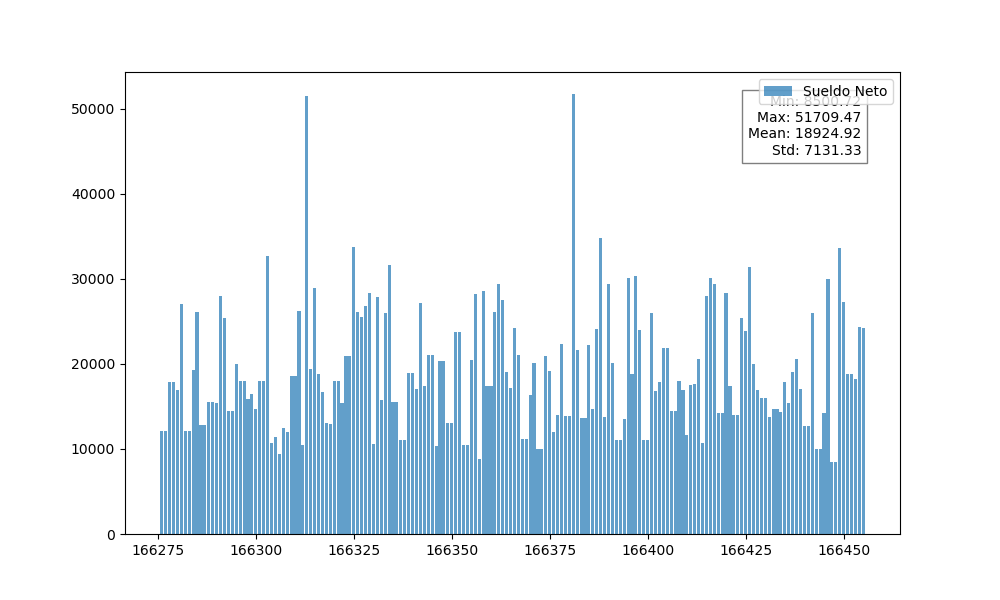 Sueldo Neto
Min: 8500.72
Max: 51709.47
Mean: 18924.92
Std: 7131.33
50000
40000
30000
20000
10000
0
166275
166300
166325
166350
166375
166400
166425
166450